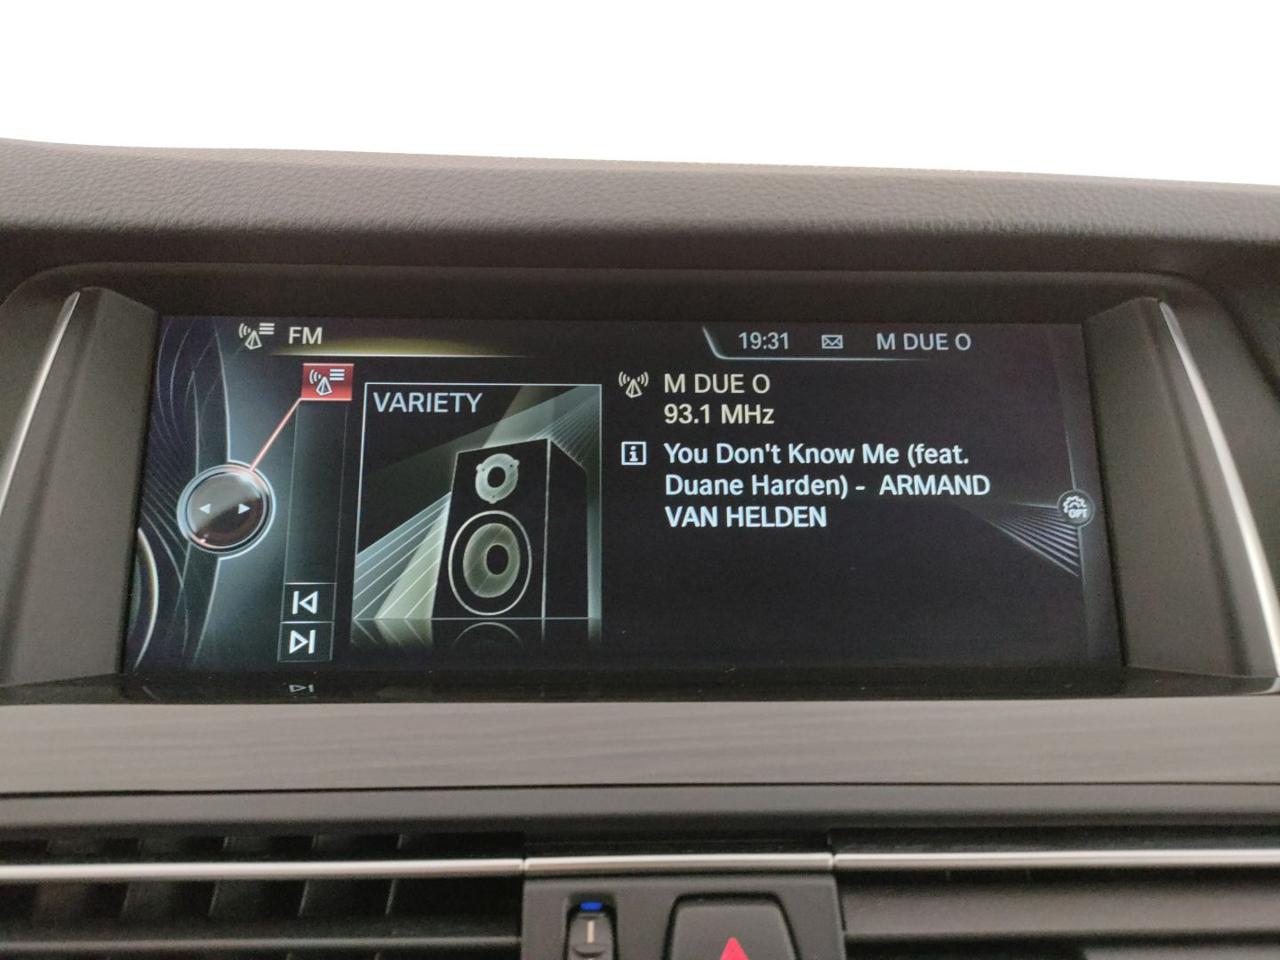 FM
19:31 M DUE O
VARIETY
M DUE O
93.1 MHz
You Don't Know Me (feat.
Duane Harden) - ARMAND
VAN HELDEN
OPT